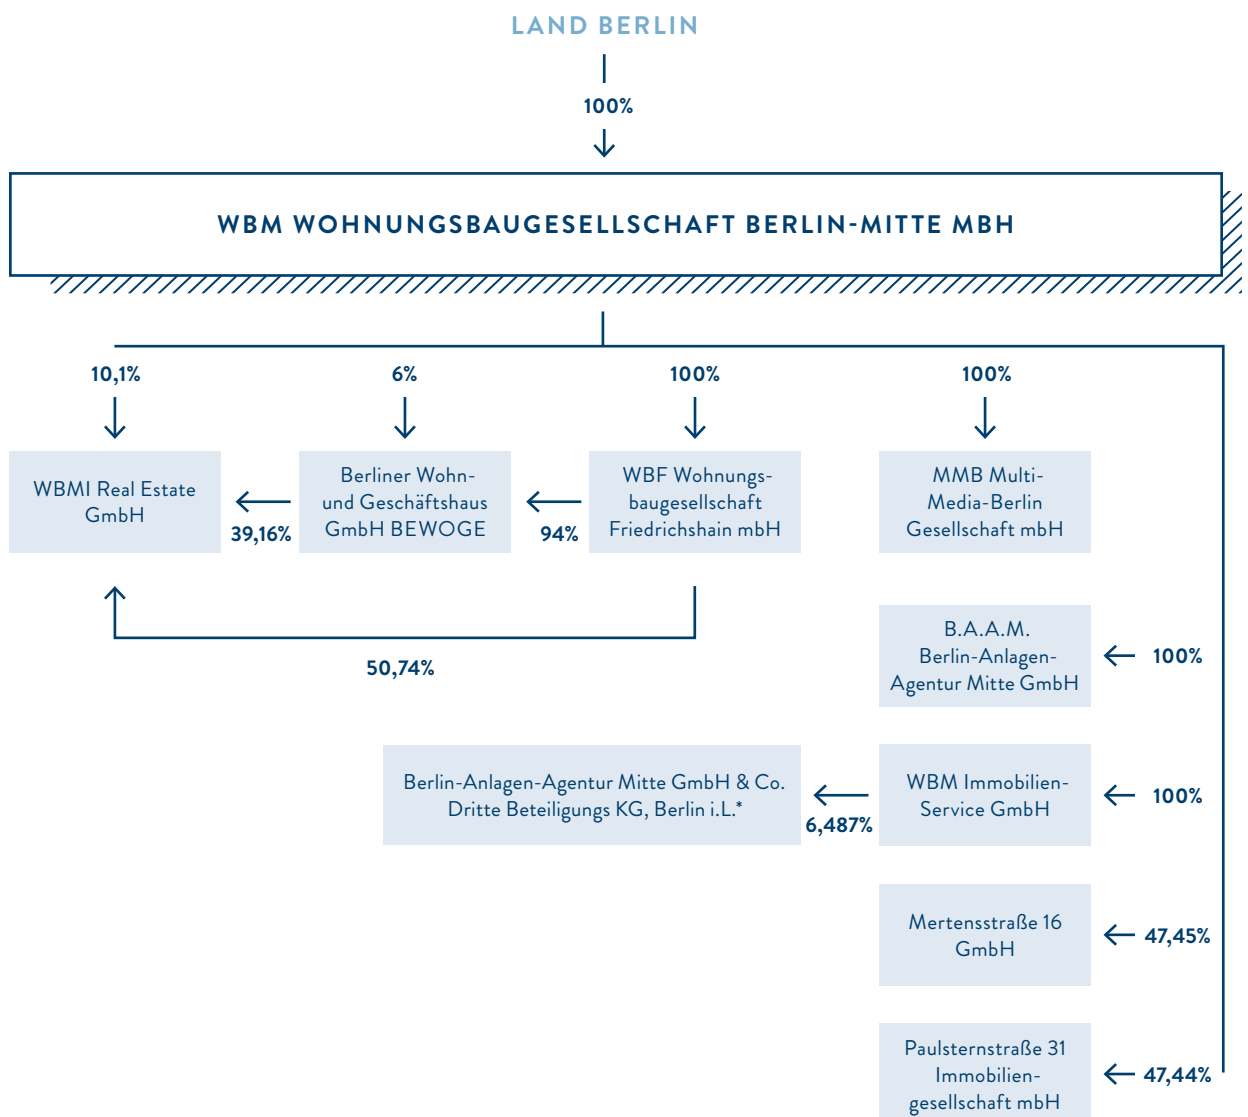 LAND BERLIN
100%
WBM WOHNUNGSBAUGESELLSCHAFT BERLIN-MITTE MBH
10,1%
6%
100%
100%
WBMI Real Estate
GmbH
39,16%
Berliner Wohn-
und Geschäftshaus
GmbH BEWOGE
94%
WBF Wohnungs-
baugesellschaft
Friedrichshain mbH
MMB Multi-
Media-Berlin
Gesellschaft mbH
50,74%
B.A.A.M.
Berlin-Anlagen-
Agentur Mitte GmbH
100%
Berlin-Anlagen-Agentur Mitte GmbH & Co.
Dritte Beteiligungs KG, Berlin i.L.*
6,487%
WBM Immobilien-
Service GmbH
100%
Mertensstraße 16
GmbH
47,45%
Paulsternstraße 31
Immobilien-
gesellschaft mbH
47,44%